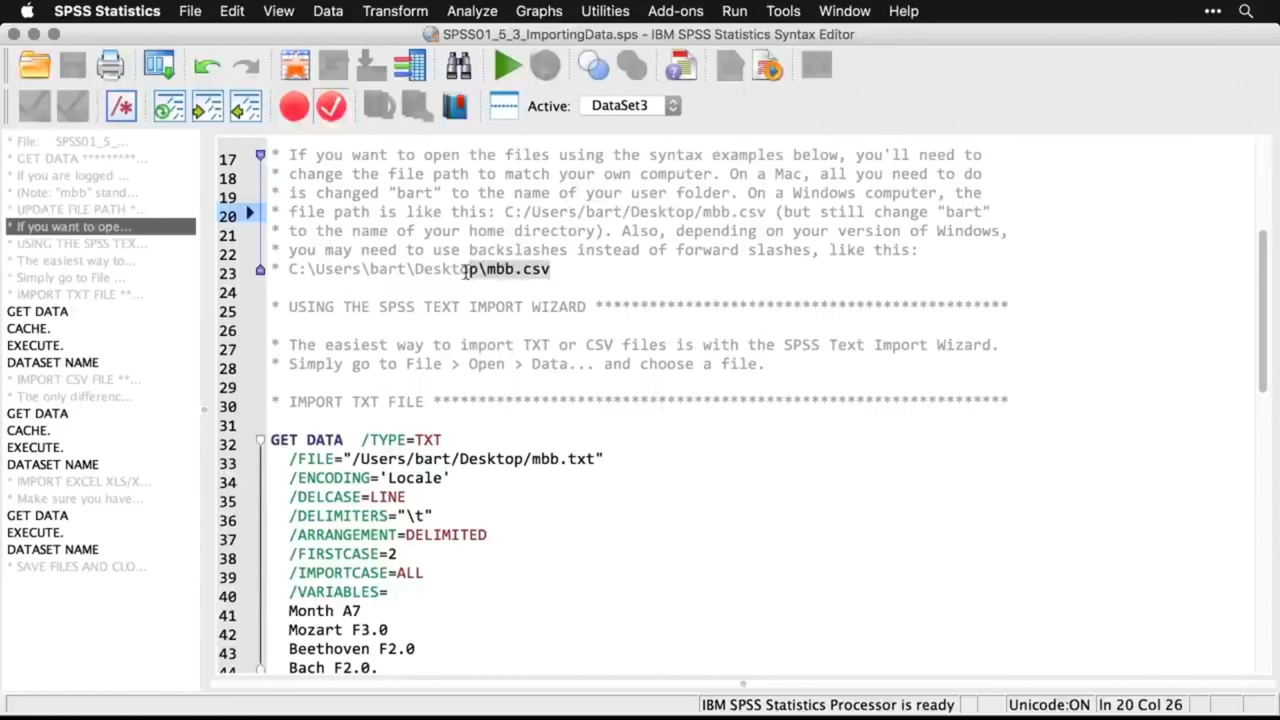 SPSS Statistics File Edit View Data Transform Analyze Graphs Utilities Add-ons Run Tools Window Help
SPSS01_5_3_ImportingData.sps - IBM SPSS Statistics Syntax Editor
Active: DataSet3
* File: SPSS01_5_...
* GET DATA *********...
* If you are logged ...
(Note: "mbb" stand...
* UPDATE FILE PATH *...
* If you want to ope...
* USING THE SPSS TEX...
* The easiest way to...
Simply go to File ...
* IMPORT TXT FILE **...
GET DATA
CACHE.
EXECUTE.
DATASET NAME
* IMPORT CSV FILE **...
* The only differenc...
GET DATA
CACHE.
EXECUTE.
DATASET NAME
* IMPORT EXCEL XLS/X...
* Make sure you have...
GET DATA
EXECUTE.
DATASET NAME
* SAVE FILES AND CLO...
17 * If you want to open the files using the syntax examples below, you'll need to
18 * change the file path to match your own computer. On a Mac, all you need to do
19 * is changed "bart" to the name of your user folder. On a Windows computer, the
20 * file path is like this: C:/Users/bart/Desktop/mbb.csv (but still change "bart"
21 * to the name of your home directory). Also, depending on your version of Windows,
22 * you may need to use backslashes instead of forward slashes, like this:
23 * C:\Users\bart\Desktop\mbb.csv
24
25 * USING THE SPSS TEXT IMPORT WIZARD **********************************************
26
27 * The easiest way to import TXT or CSV files is with the SPSS Text Import Wizard.
28 * Simply go to File > Open > Data... and choose a file.
29
30 * IMPORT TXT FILE ****************************************************************
31
32 GET DATA /TYPE=TXT
33 /FILE="/Users/bart/Desktop/mbb.txt"
34 /ENCODING='Locale'
35 /DELCASE=LINE
36 /DELIMITERS="\t"
37 /ARRANGEMENT=DELIMITED
38 /FIRSTCASE=2
39 /IMPORTCASE=ALL
40 /VARIABLES=
41 Month A7
42 Mozart F3.0
43 Beethoven F2.0
44 Bach F2.0.
IBM SPSS Statistics Processor is ready Unicode:ON In 20 Col 26